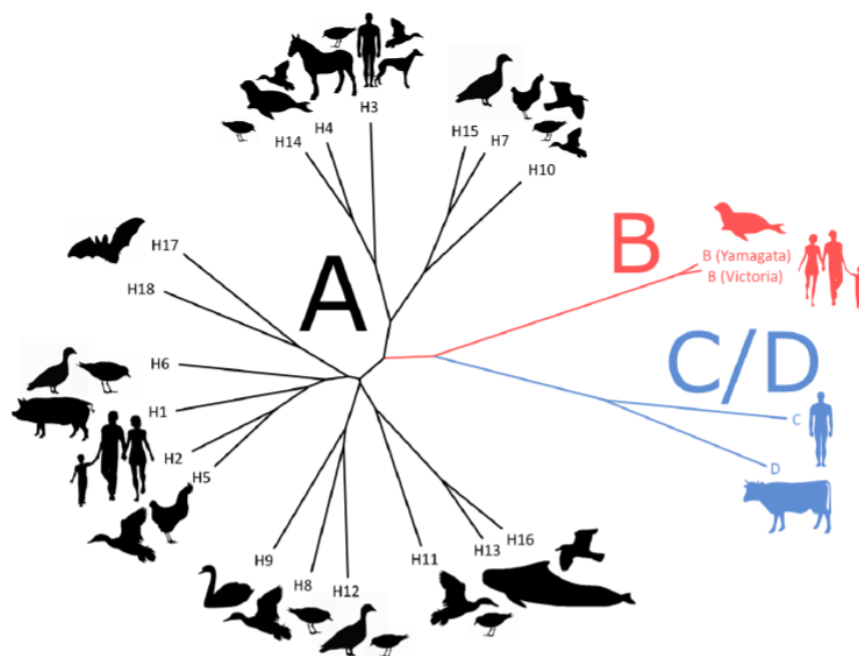 H3
H4
H14
H15
H7
H10
H17
H18
A
B
B (Yamagata)
B (Victoria)
C/D
H6
H1
H2
H5
C
D
H9
H8
H12
H11
H13
H16